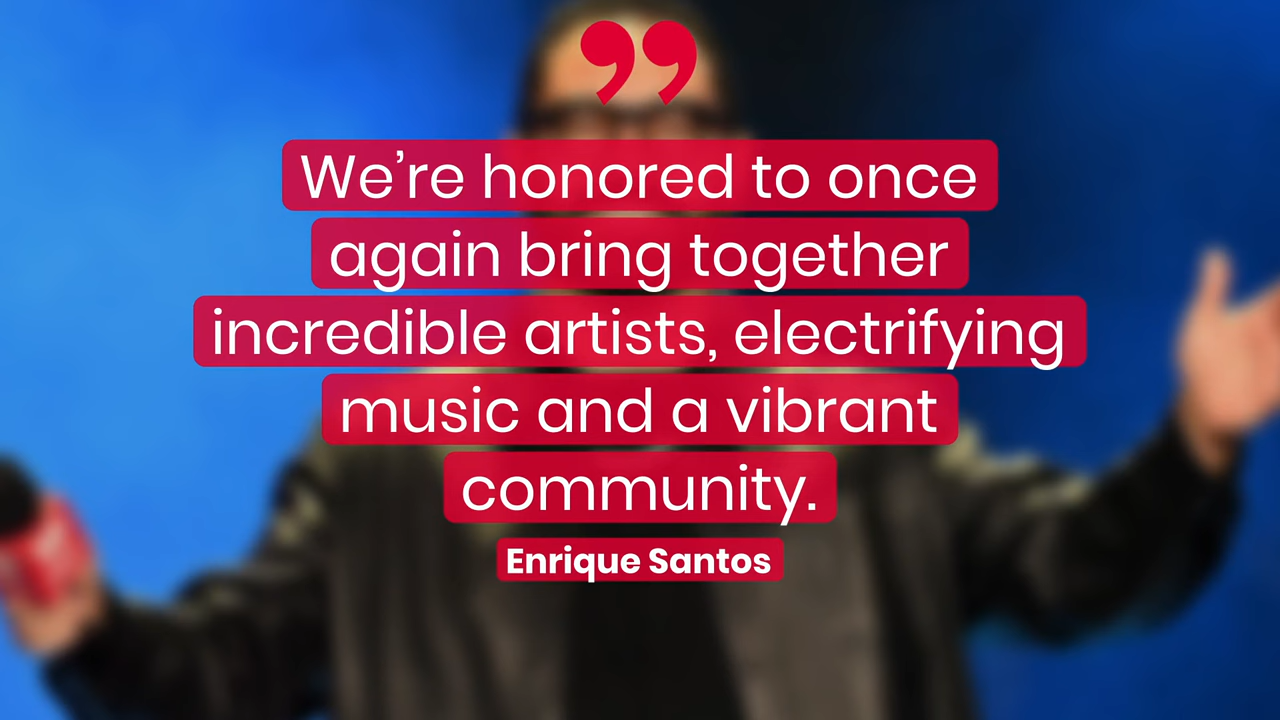 ”
We’re honored to once
again bring together
incredible artists, electrifying
music and a vibrant
community.
Enrique Santos